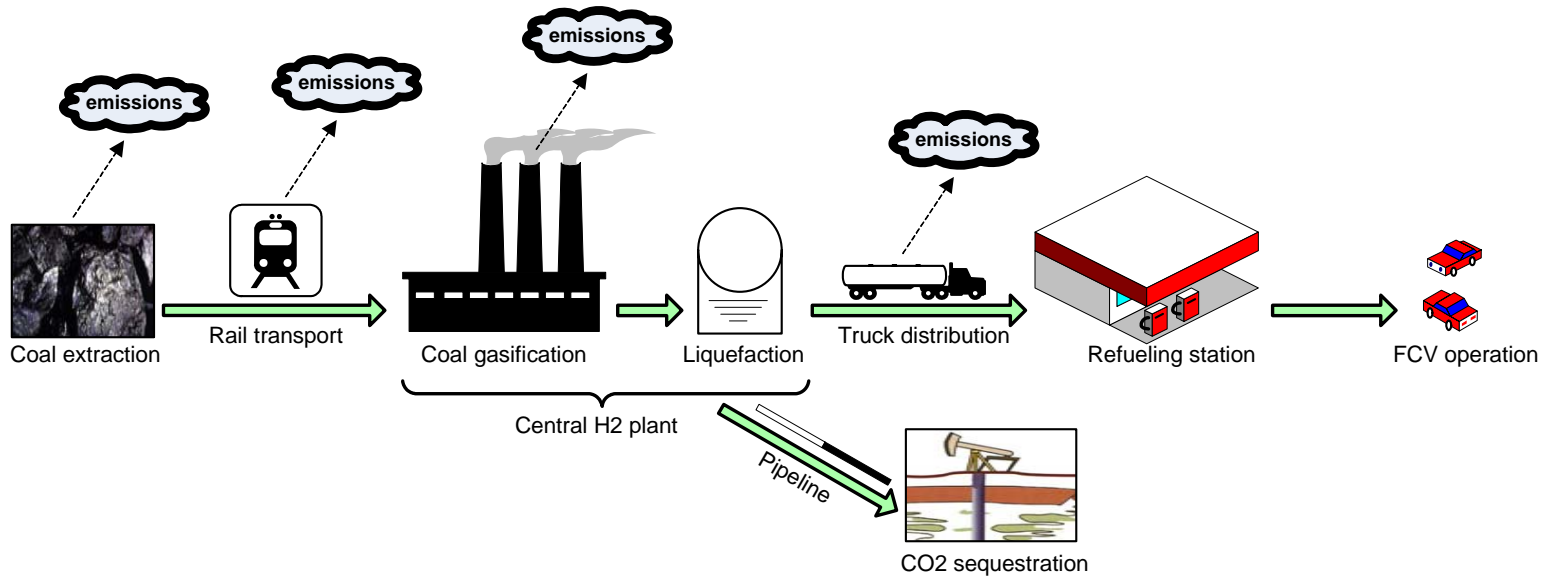 emissions
emissions
emissions
emissions
Coal extraction
Rail transport
Coal gasification
Liquefaction
Truck distribution
Refueling station
FCV operation
Central H2 plant
Pipeline
CO2 sequestration